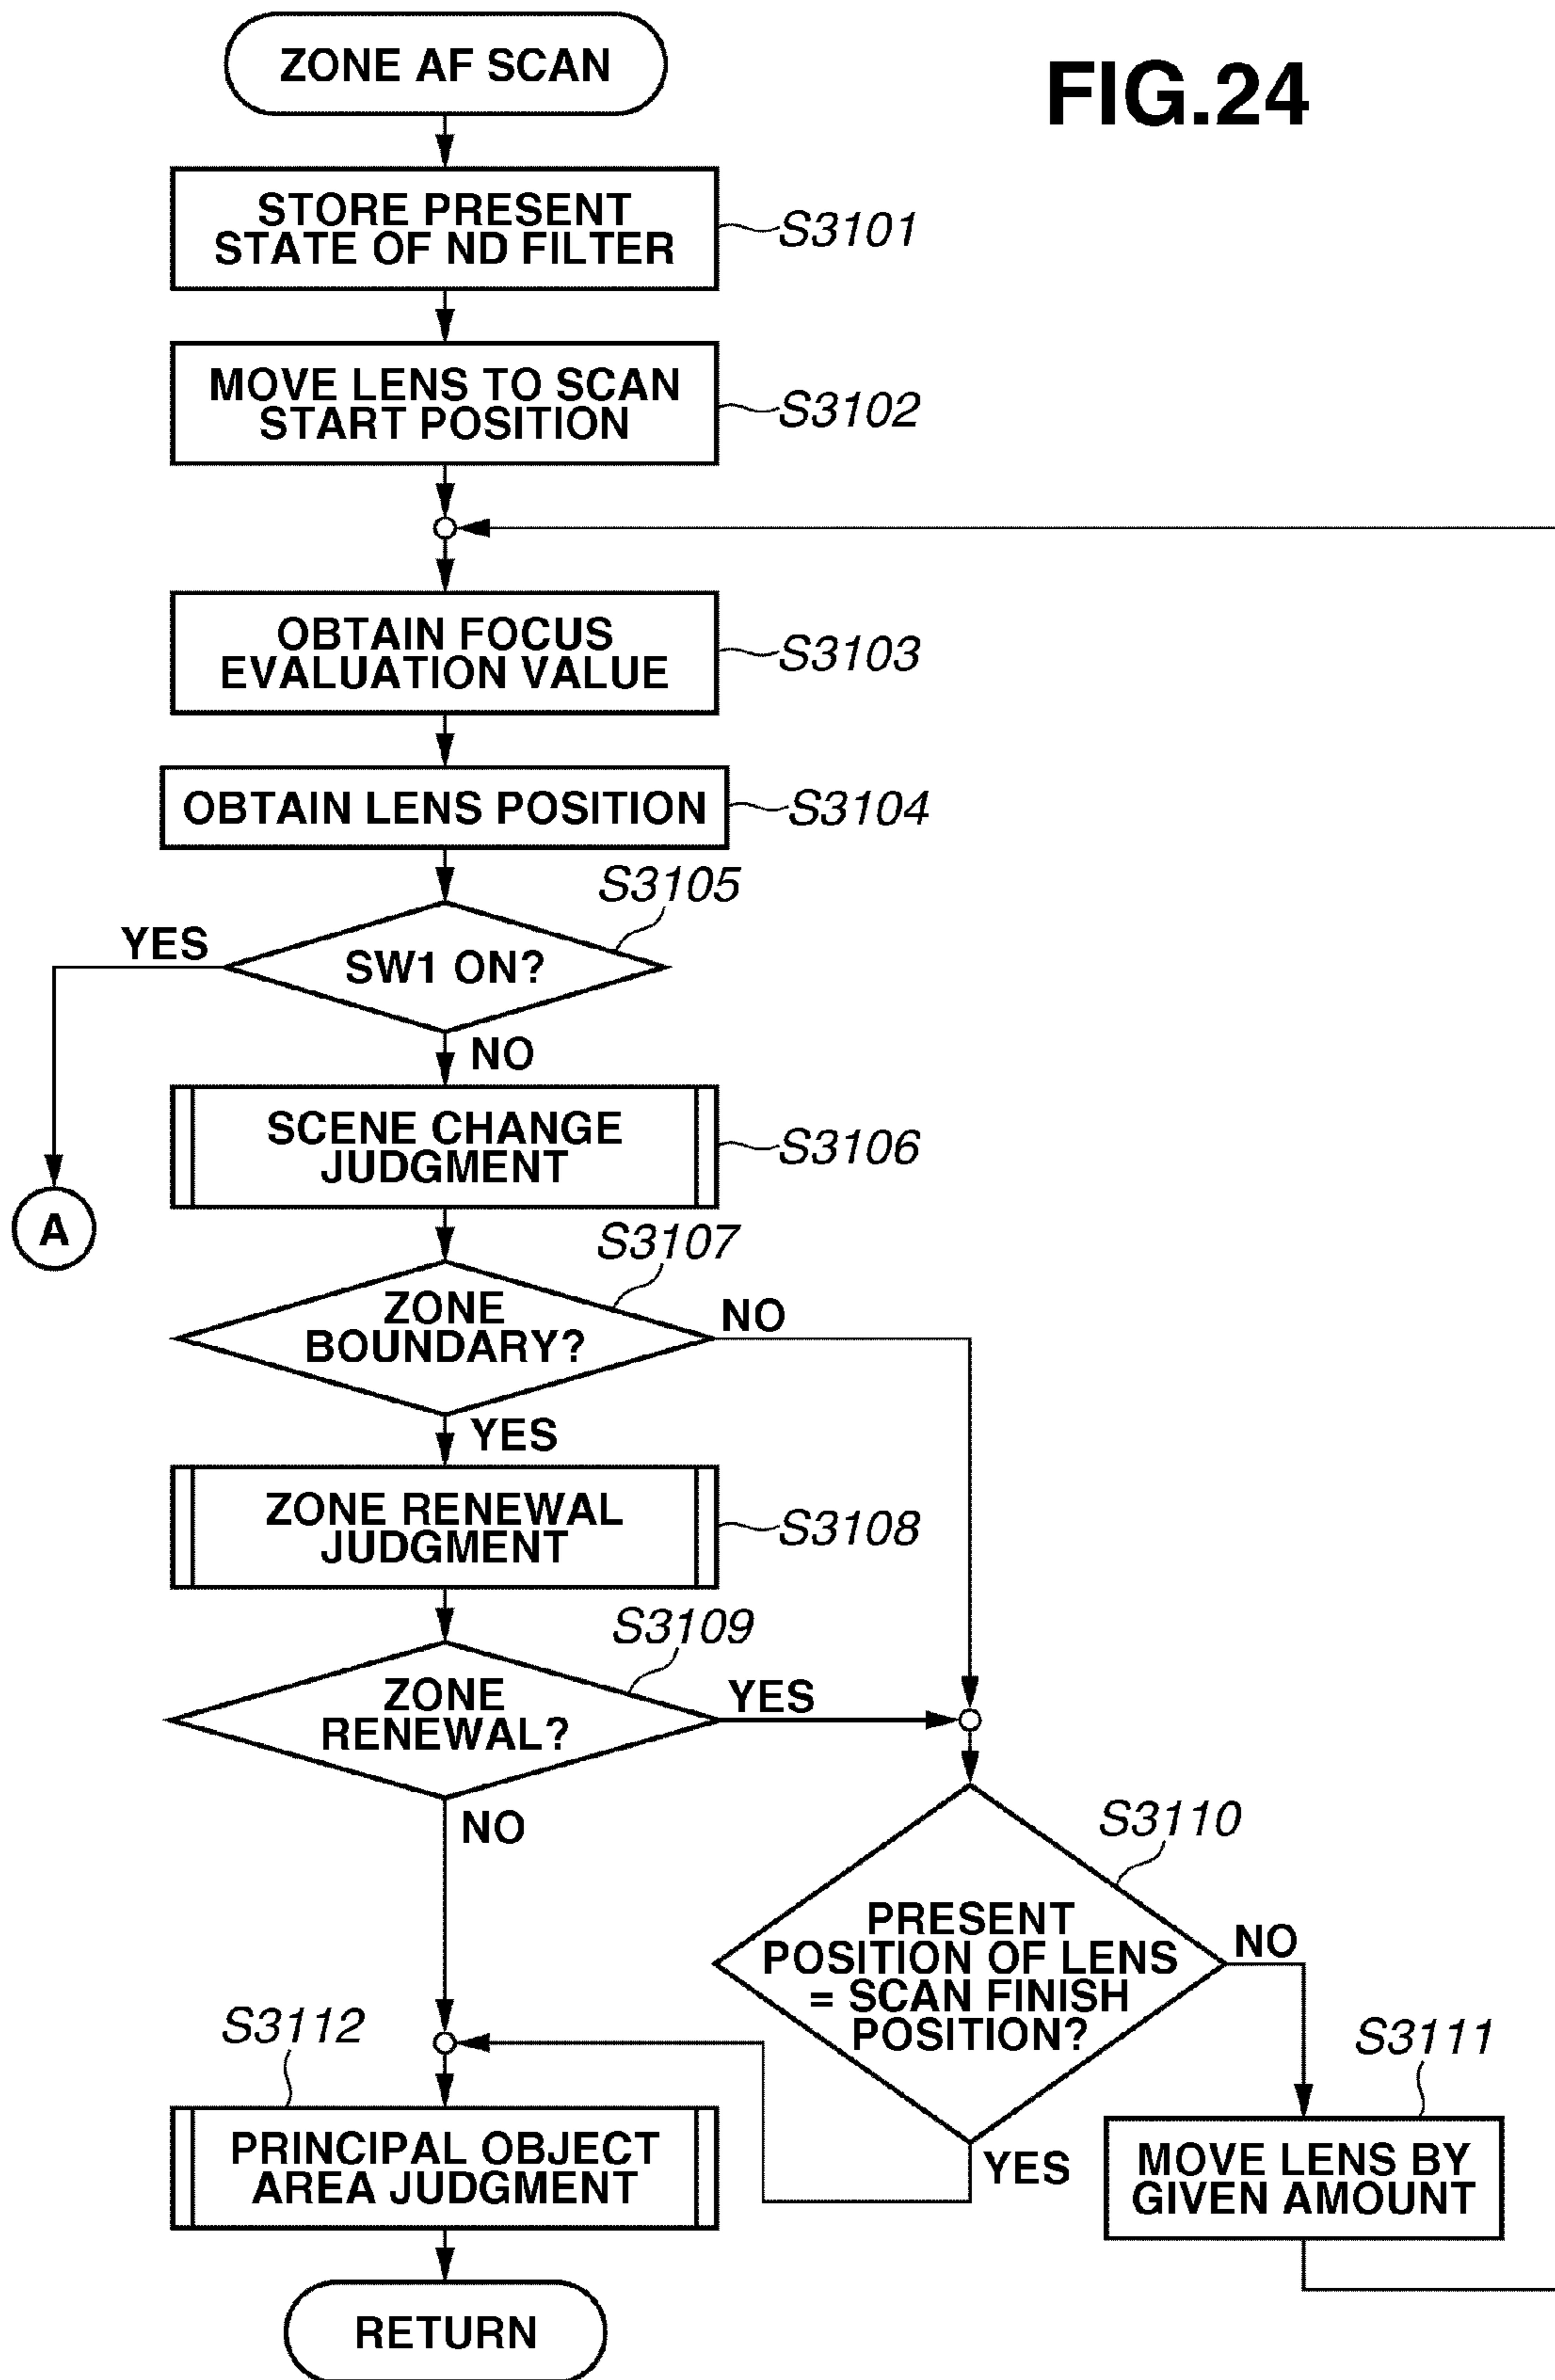 ZONE AF SCAN
FIG.24
STORE PRESENT
STATE OF ND FILTER
S3101
MOVE LENS TO SCAN
START POSITION
S3102
OBTAIN FOCUS
EVALUATION VALUE
S3103
OBTAIN LENS POSITION
S3104
S3105
YES
SW1 ON?
NO
SCENE CHANGE
JUDGMENT
S3106
A
S3107
ZONE
BOUNDARY?
NO
YES
ZONE RENEWAL
JUDGMENT
S3108
S3109
ZONE
RENEWAL?
YES
NO
S3110
PRESENT
POSITION OF LENS
= SCAN FINISH
POSITION?
NO
YES
S3111
MOVE LENS BY
GIVEN AMOUNT
S3112
PRINCIPAL OBJECT
AREA JUDGMENT
RETURN